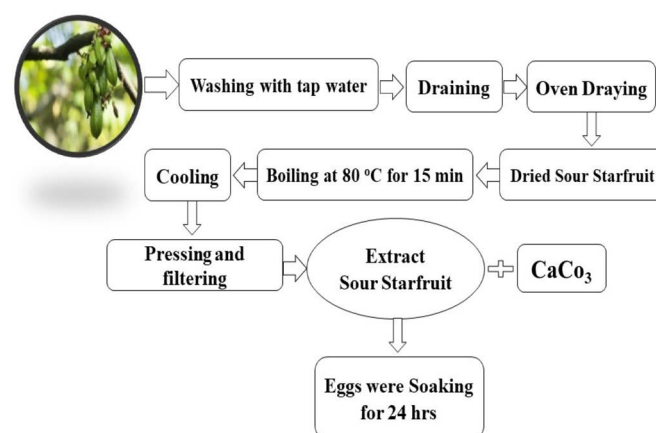 Washing with tap water
Draining
Oven Draying
Dried Sour Starfruit
Boiling at 80 ºC for 15 min
Cooling
Pressing and
filtering
Extract
Sour Starfruit
CaCo₃
Eggs were Soaking
for 24 hrs